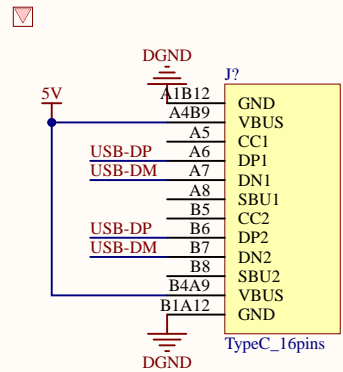 DGND
J?
5V
A1B12 GND
A4B9 VBUS
A5 CC1
USB-DP A6 DP1
USB-DM A7 DN1
A8 SBU1
B5 CC2
USB-DP B6 DP2
USB-DM B7 DN2
B8 SBU2
B4A9 VBUS
B1A12 GND
TypeC_16pins
DGND